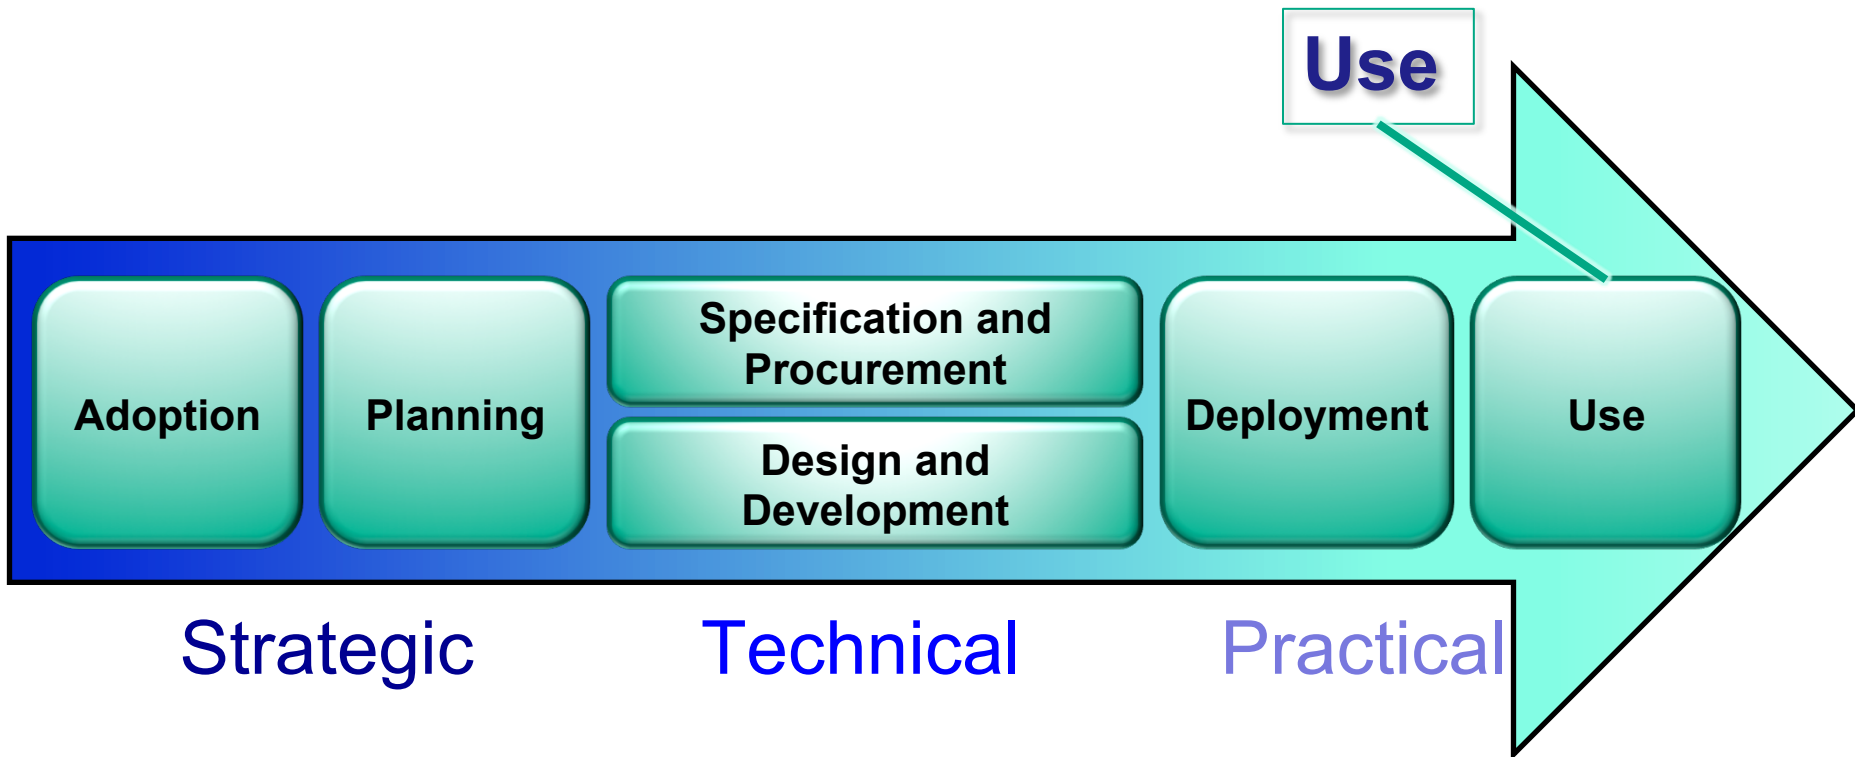 Use
Adoption
Planning
Specification and
Procurement
Design and
Development
Deployment
Use
Strategic
Technical
Practical